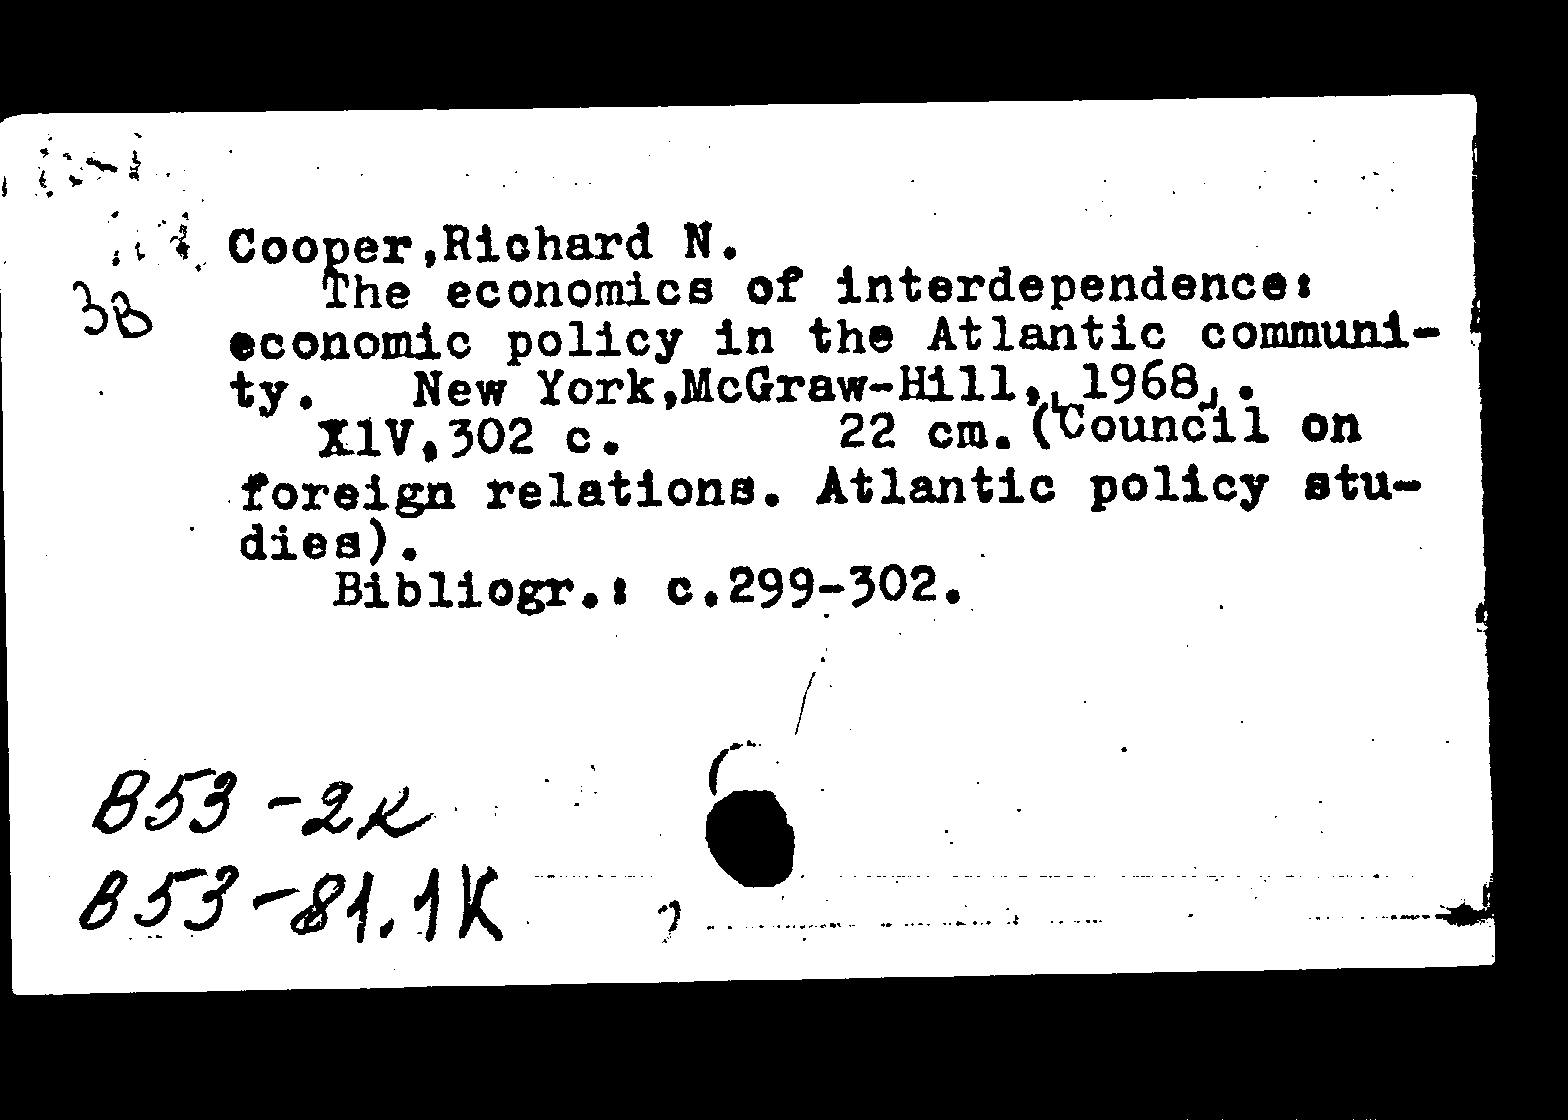 Cooper,Richard N.
The economics of interdependence:
3B
economic policy in the Atlantic communi-
ty. New York,McGraw-Hill,[1968].
X1V,302 c. 22 cm.(Council on
foreign relations. Atlantic policy stu-
dies).
Bibliogr.: c.299-302.
B53-2K
B53-81.1K